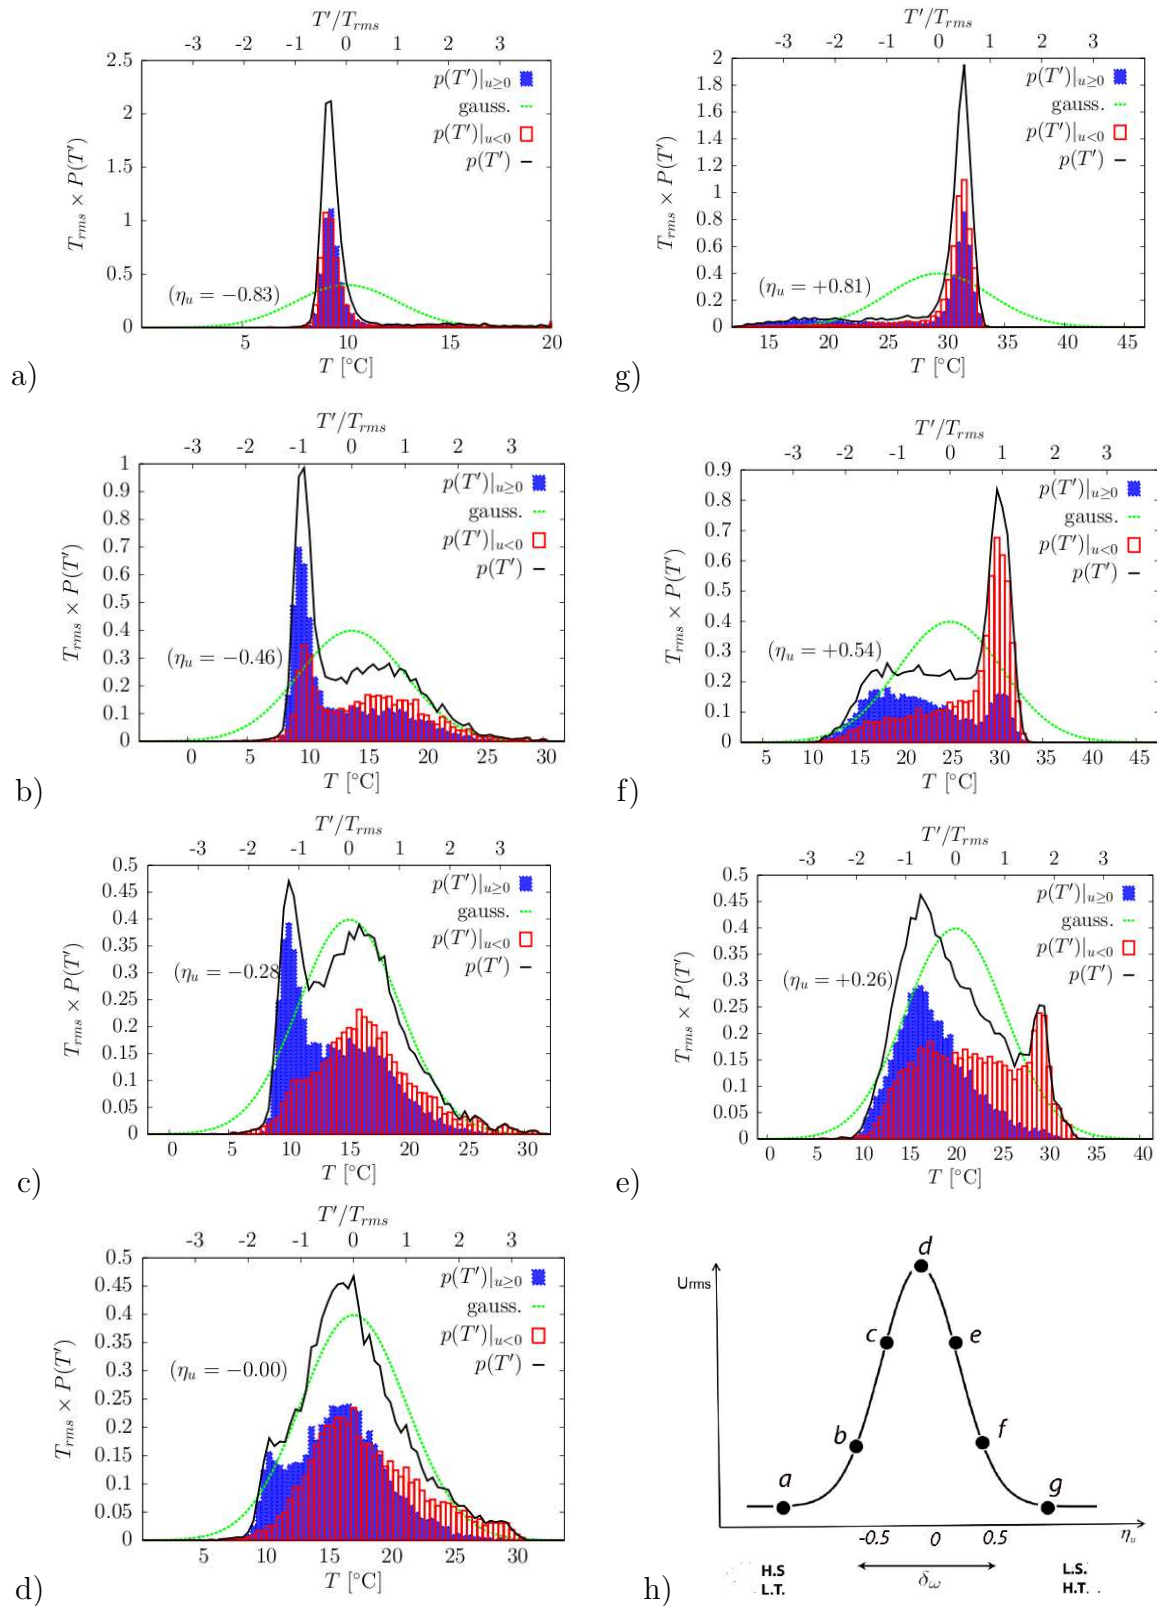 T'/T_rms
-3 -2 -1 0 1 2 3
2.5
2
1.5
1
0.5
0
T_rms × P(T')
p(T')|u≥0
gauss.
p(T')|u<0
p(T')
(η_u = −0.83)
5 10 15 20
T [°C]
a)
T'/T_rms
-3 -2 -1 0 1 2 3
2
1.8
1.6
1.4
1.2
1
0.8
0.6
0.4
0.2
0
T_rms × P(T')
p(T')|u≥0
gauss.
p(T')|u<0
p(T')
(η_u = +0.81)
15 20 25 30 35 40 45
T [°C]
g)
T'/T_rms
-3 -2 -1 0 1 2 3
1
0.9
0.8
0.7
0.6
0.5
0.4
0.3
0.2
0.1
0
T_rms × P(T')
p(T')|u≥0
gauss.
p(T')|u<0
p(T')
(η_u = −0.46)
0 5 10 15 20 25 30
T [°C]
b)
T'/T_rms
-3 -2 -1 0 1 2 3
0.9
0.8
0.7
0.6
0.5
0.4
0.3
0.2
0.1
0
T_rms × P(T')
p(T')|u≥0
gauss.
p(T')|u<0
p(T')
(η_u = +0.54)
5 10 15 20 25 30 35 40 45
T [°C]
f)
T'/T_rms
-3 -2 -1 0 1 2 3
0.5
0.45
0.4
0.35
0.3
0.25
0.2
0.15
0.1
0.05
0
T_rms × P(T')
p(T')|u≥0
gauss.
p(T')|u<0
p(T')
(η_u = −0.28
0 5 10 15 20 25 30
T [°C]
c)
T'/T_rms
-3 -2 -1 0 1 2 3
0.5
0.45
0.4
0.35
0.3
0.25
0.2
0.15
0.1
0.05
0
T_rms × P(T')
p(T')|u≥0
gauss.
p(T')|u<0
p(T')
(η_u = +0.26)
0 5 10 15 20 25 30 35 40
T [°C]
e)
T'/T_rms
-3 -2 -1 0 1 2 3
0.5
0.45
0.4
0.35
0.3
0.25
0.2
0.15
0.1
0.05
0
T_rms × P(T')
p(T')|u≥0
gauss.
p(T')|u<0
p(T')
(η_u = −0.00)
5 10 15 20 25 30
T [°C]
d)
Urms
d
c e
b f
a g
-0.5 0 0.5 η_u
H.S L.S.
L.T. δω H.T.
h)